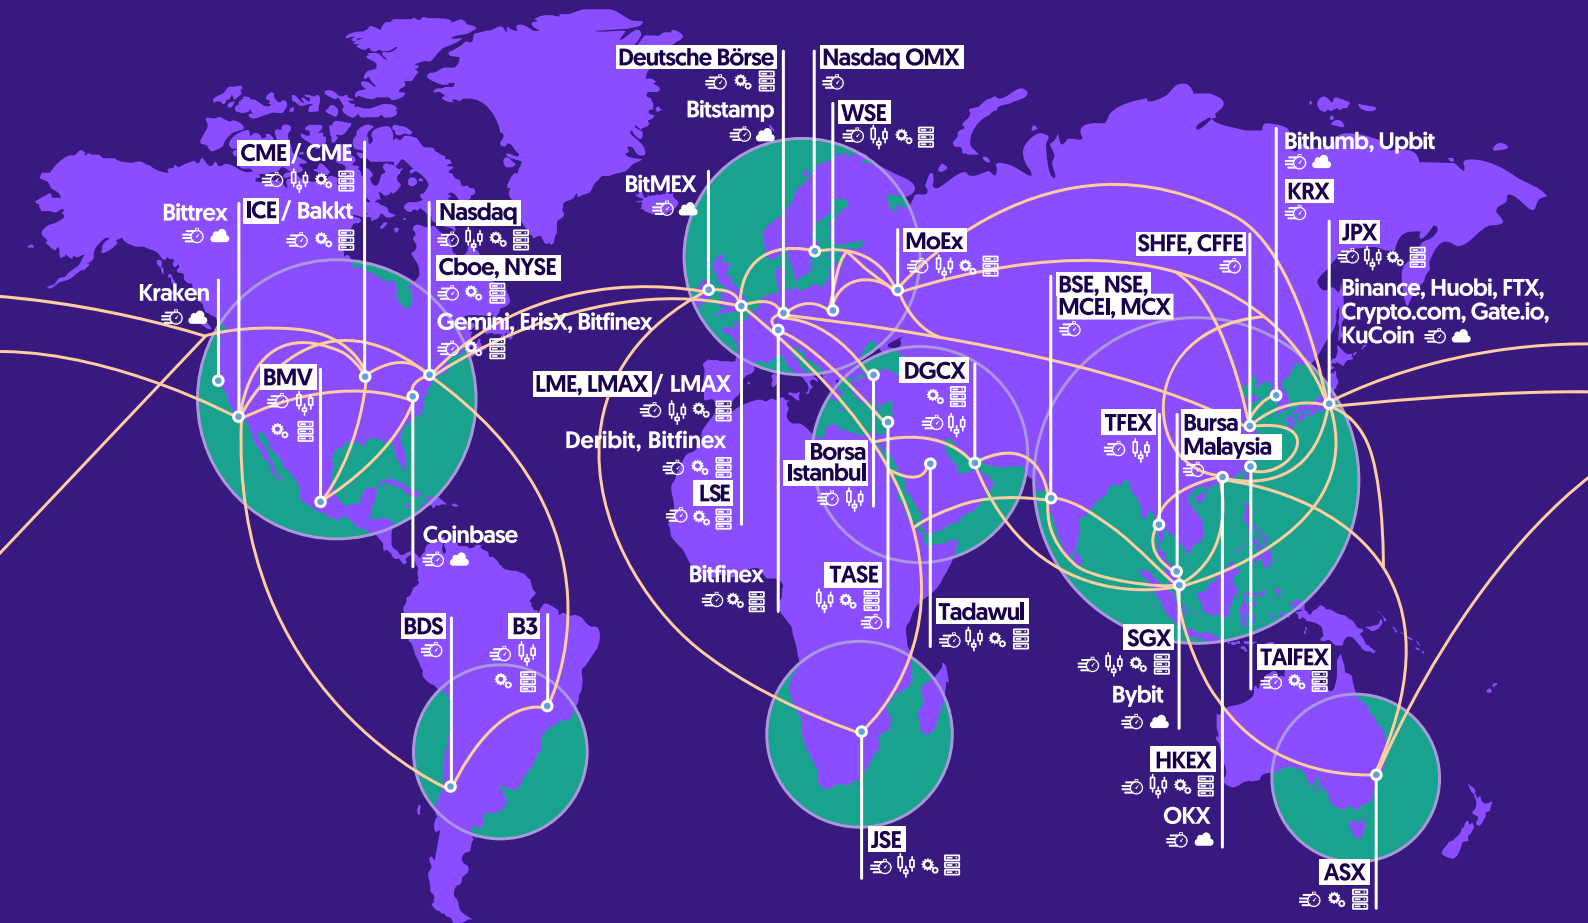 Deutsche Börse
Nasdaq OMX
Bitstamp
WSE
CME / CME
BitMEX
Bithumb, Upbit
KRX
Bittrex
ICE / Bakkt
Nasdaq
MoEx
SHFE, CFFE
JPX
Cboe, NYSE
BSE, NSE,
MCEI, MCX
Kraken
Binance, Huobi, FTX,
Crypto.com, Gate.io,
KuCoin
Gemini, ErisX, Bitfinex
BMV
LME, LMAX / LMAX
DGCX
Deribit, Bitfinex
Borsa
Istanbul
TFEX
Bursa
Malaysia
LSE
Coinbase
Bitfinex
TASE
Tadawul
BDS
B3
SGX
TAIFEX
Bybit
HKEX
OKX
JSE
ASX